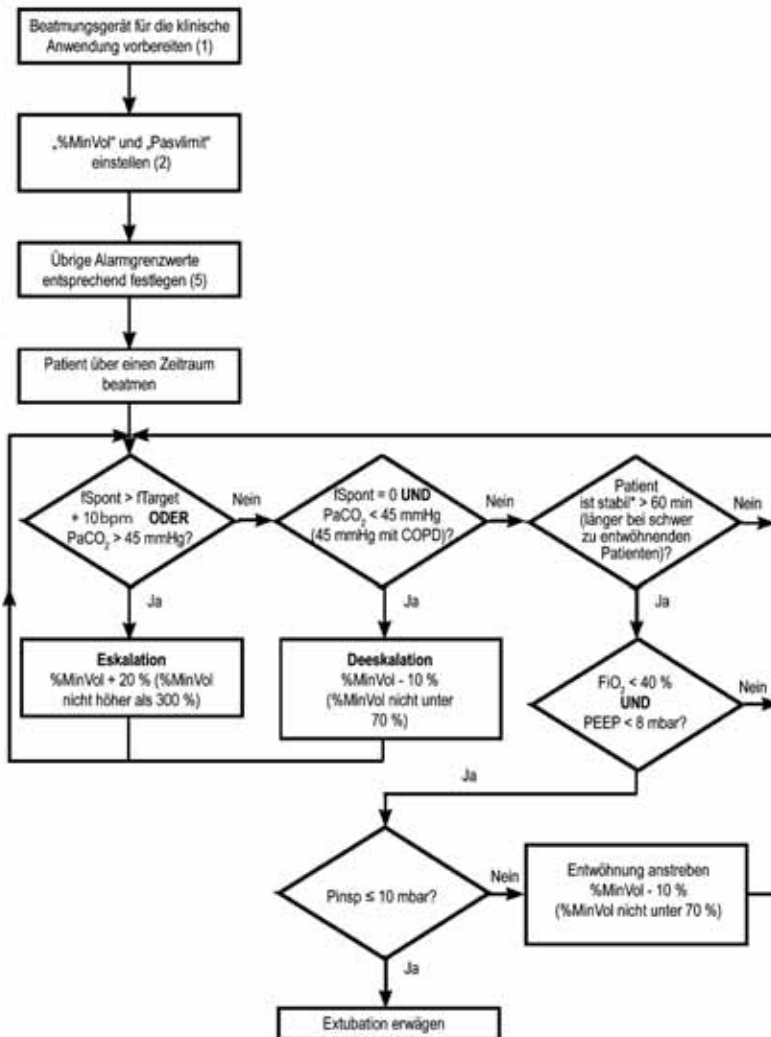 Beatmungsgerät für die klinische
Anwendung vorbereiten (1)
„%MinVol“ und „Pasvlimit“
einstellen (2)
Übrige Alarmgrenzwerte
entsprechend festlegen (5)
Patient über einen Zeitraum
beatmen
fSpont > fTarget
+ 10bpm ODER
PaCO₂ > 45 mmHg?
Nein
Ja
fSpont = 0 UND
PaCO₂ < 45 mmHg
(45 mmHg mit COPD)?
Nein
Ja
Patient
ist stabil* > 60 min
(länger bei schwer
zu entwöhnenden
Patienten)?
Nein
Ja
Eskalation
%MinVol + 20 % (%MinVol
nicht höher als 300 %)
Deeskalation
%MinVol - 10 %
(%MinVol nicht unter
70 %)
FiO₂ < 40 %
UND
PEEP < 8 mbar?
Nein
Ja
Pinsp ≤ 10 mbar?
Nein
Ja
Entwöhnung anstreben
%MinVol - 10 %
(%MinVol nicht unter 70 %)
Extubation erwägen